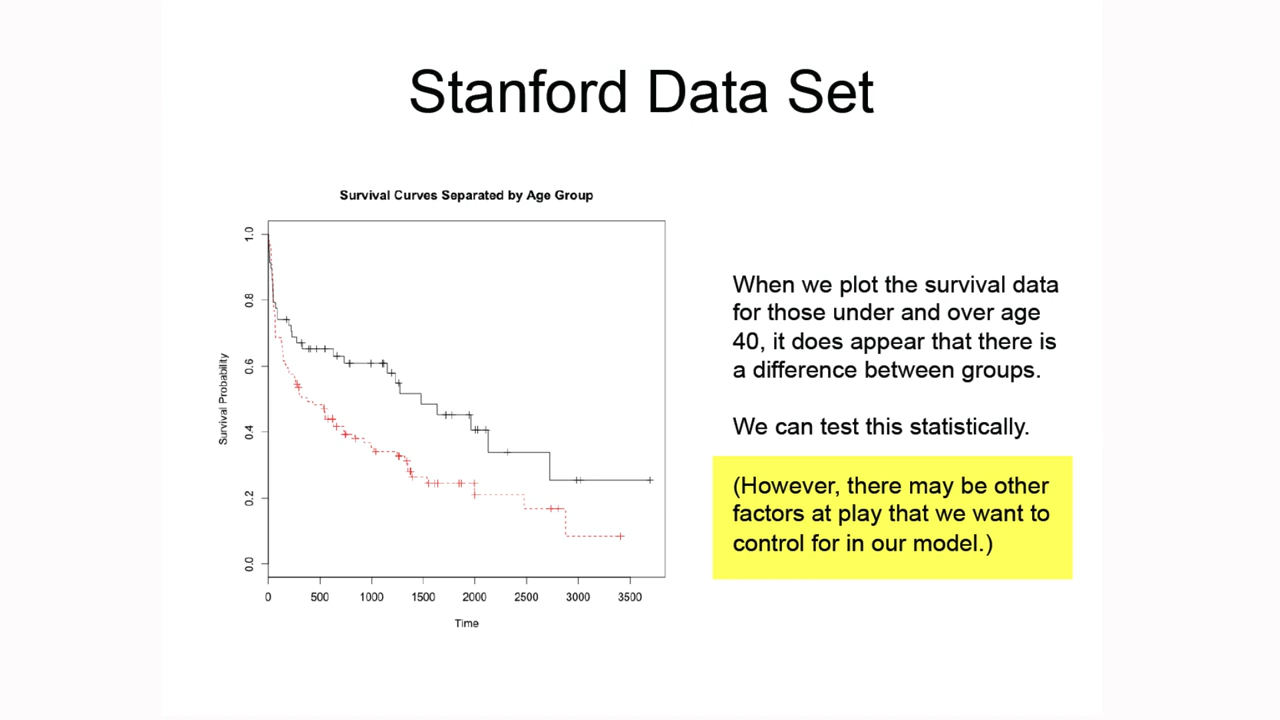 Stanford Data Set
Survival Curves Separated by Age Group
Survival Probability
1.0
0.8
0.6
0.4
0.2
0.0
0 500 1000 1500 2000 2500 3000 3500
Time
When we plot the survival data
for those under and over age
40, it does appear that there is
a difference between groups.
We can test this statistically.
(However, there may be other
factors at play that we want to
control for in our model.)